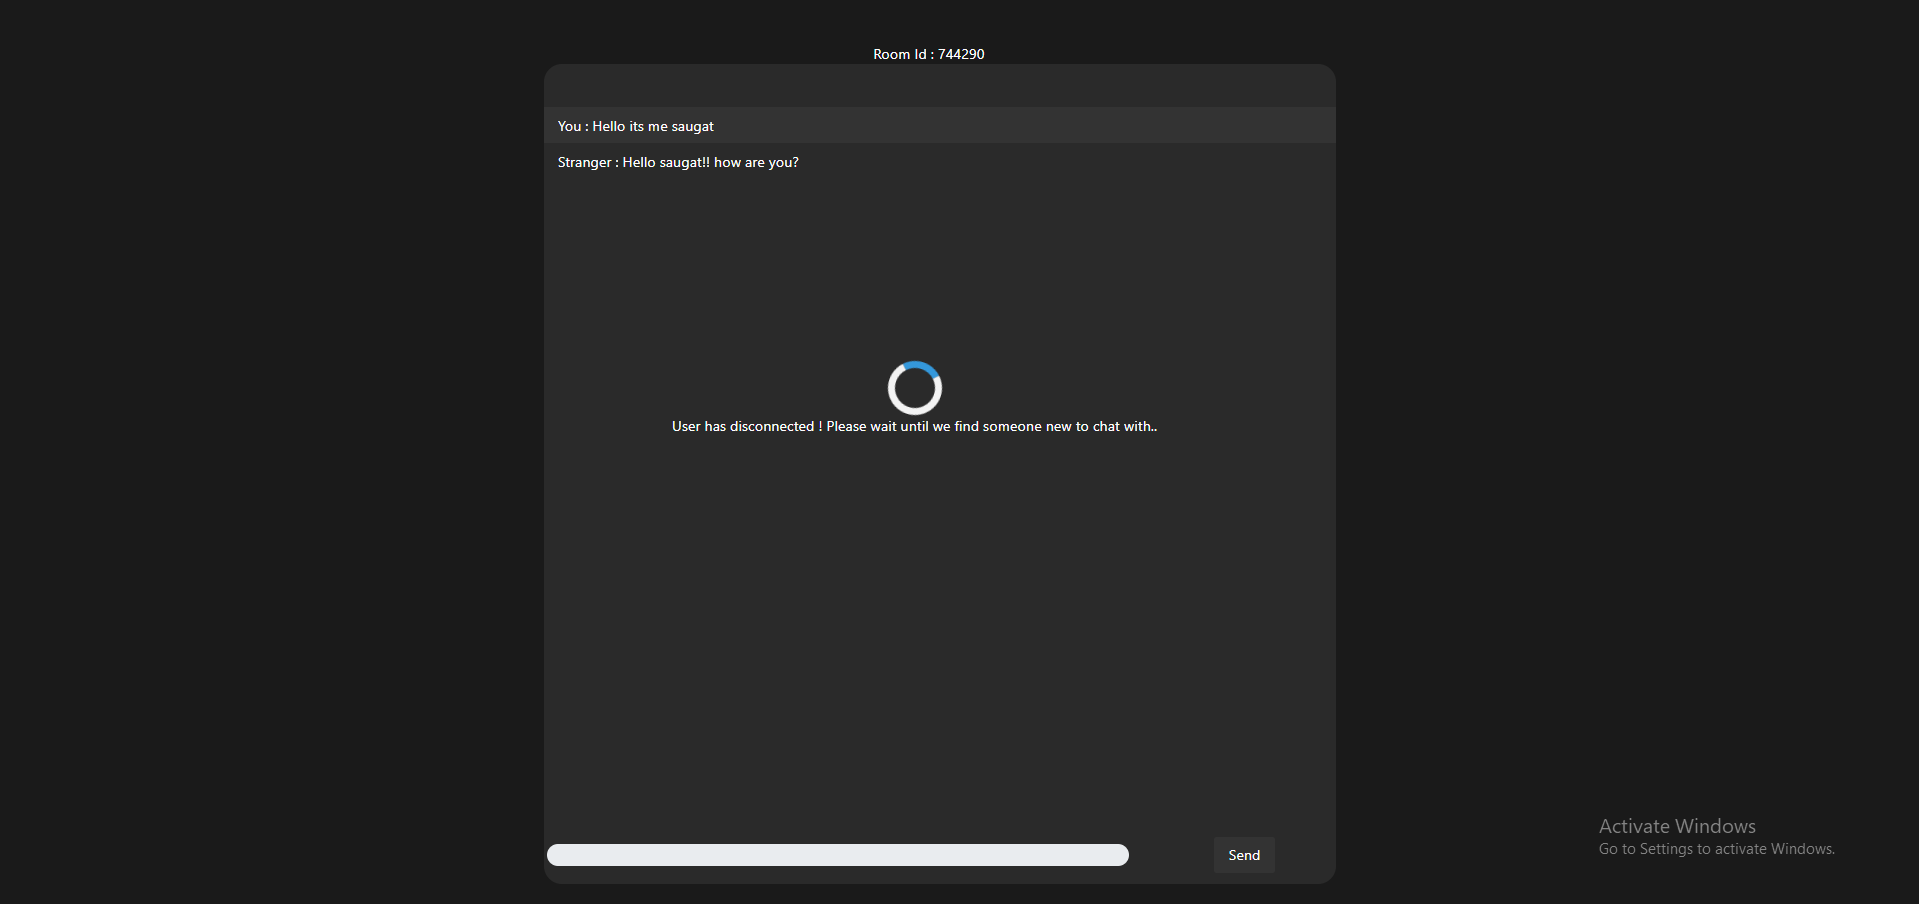 Room Id : 744290
You : Hello its me saugat
Stranger : Hello saugat!! how are you?
User has disconnected ! Please wait until we find someone new to chat with..
Send
Activate Windows
Go to Settings to activate Windows.